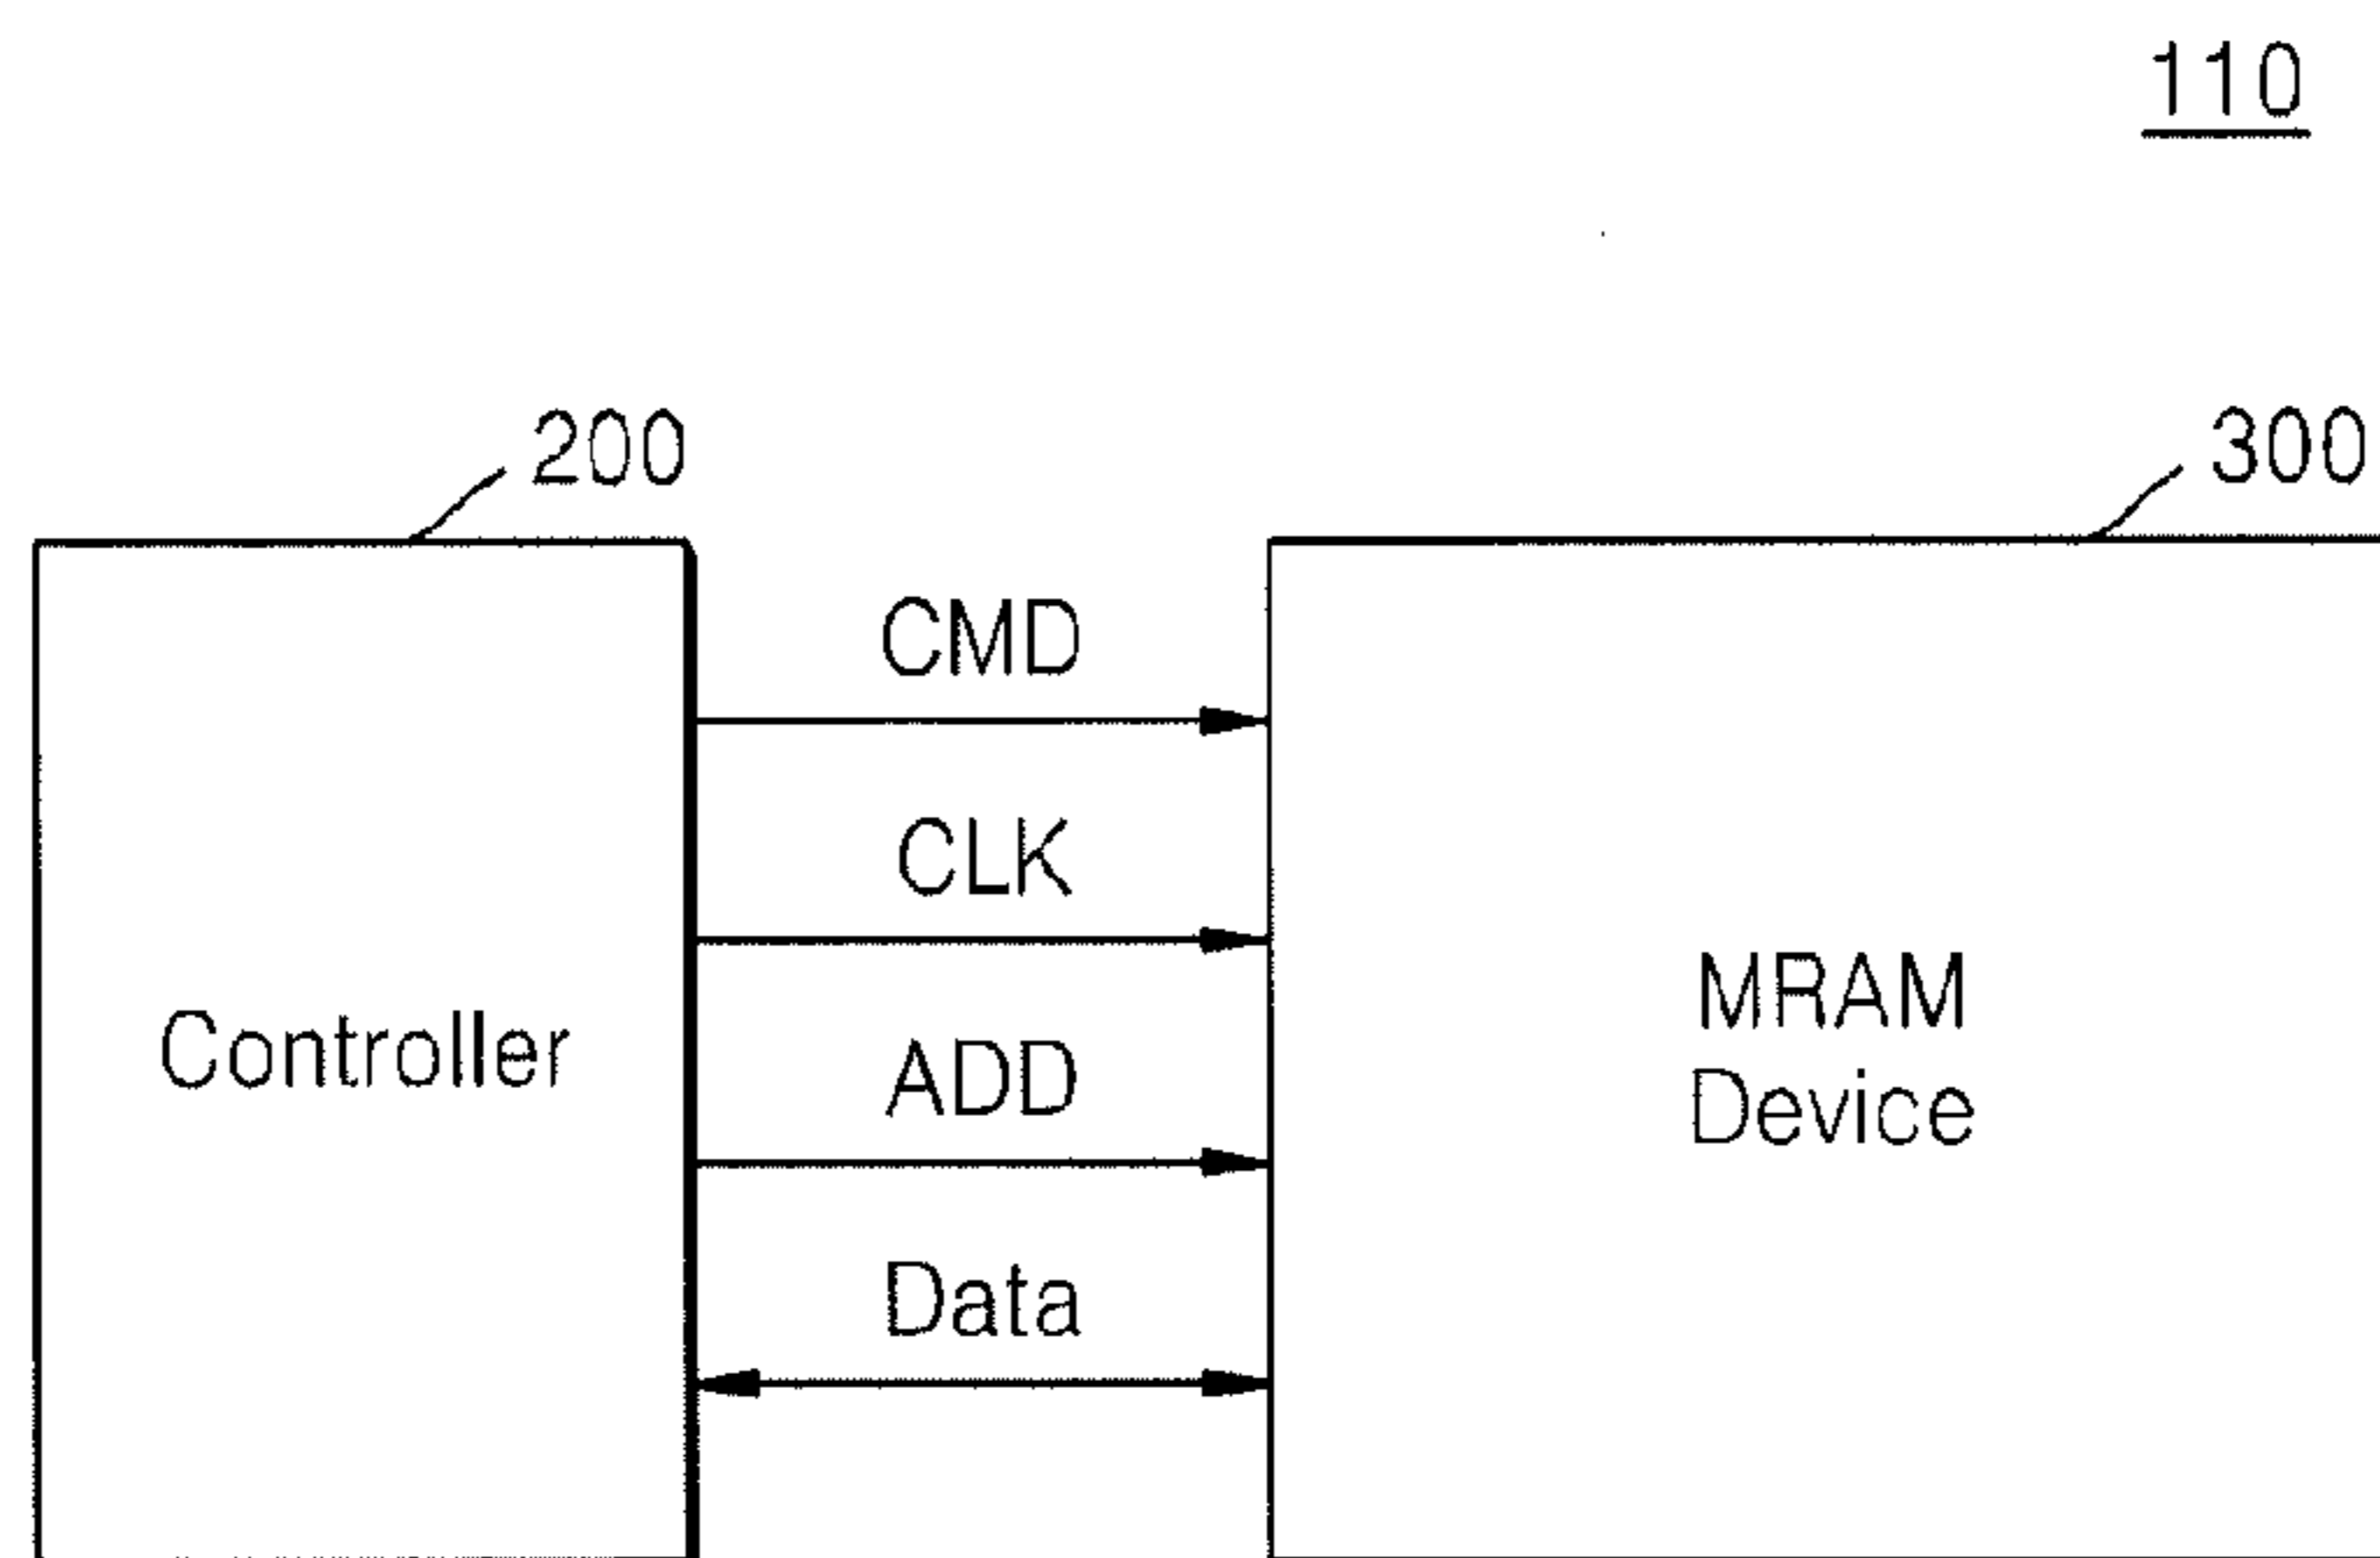 110
200
300
CMD
CLK
Controller
ADD
MRAM
Device
Data